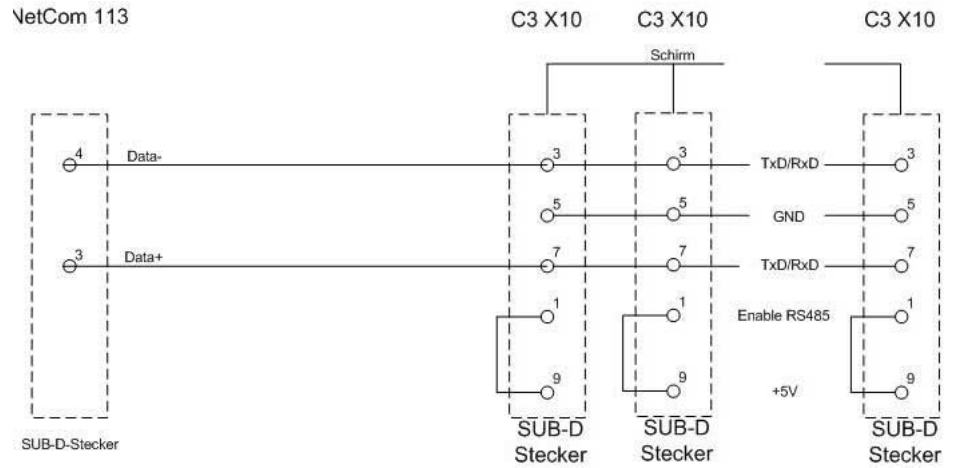 NetCom 113
C3 X10
C3 X10
C3 X10
Schirm
4
Data-
3
3
TxD/RxD
3
5
5
GND
5
3
Data+
7
7
TxD/RxD
7
1
1
Enable RS485
1
9
9
+5V
9
SUB-D-Stecker
SUB-D
Stecker
SUB-D
Stecker
SUB-D
Stecker